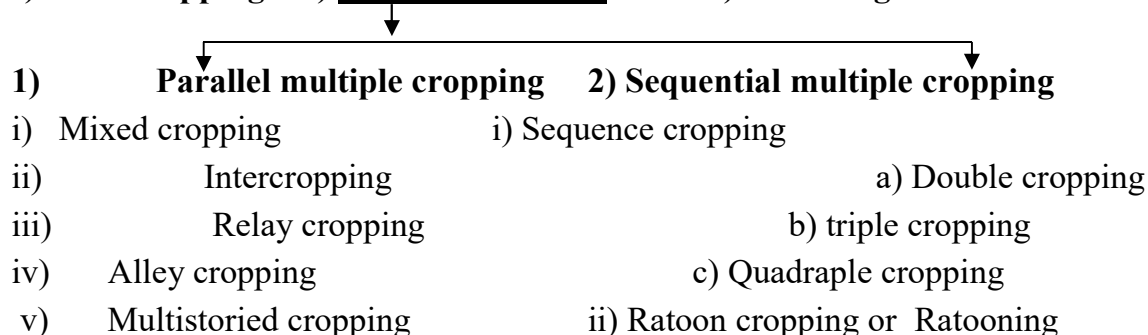 1) Parallel multiple cropping 2) Sequential multiple cropping
i) Mixed cropping i) Sequence cropping
ii) Intercropping a) Double cropping
iii) Relay cropping b) triple cropping
iv) Alley cropping c) Quadraple cropping
v) Multistoried cropping ii) Ratoon cropping or Ratooning